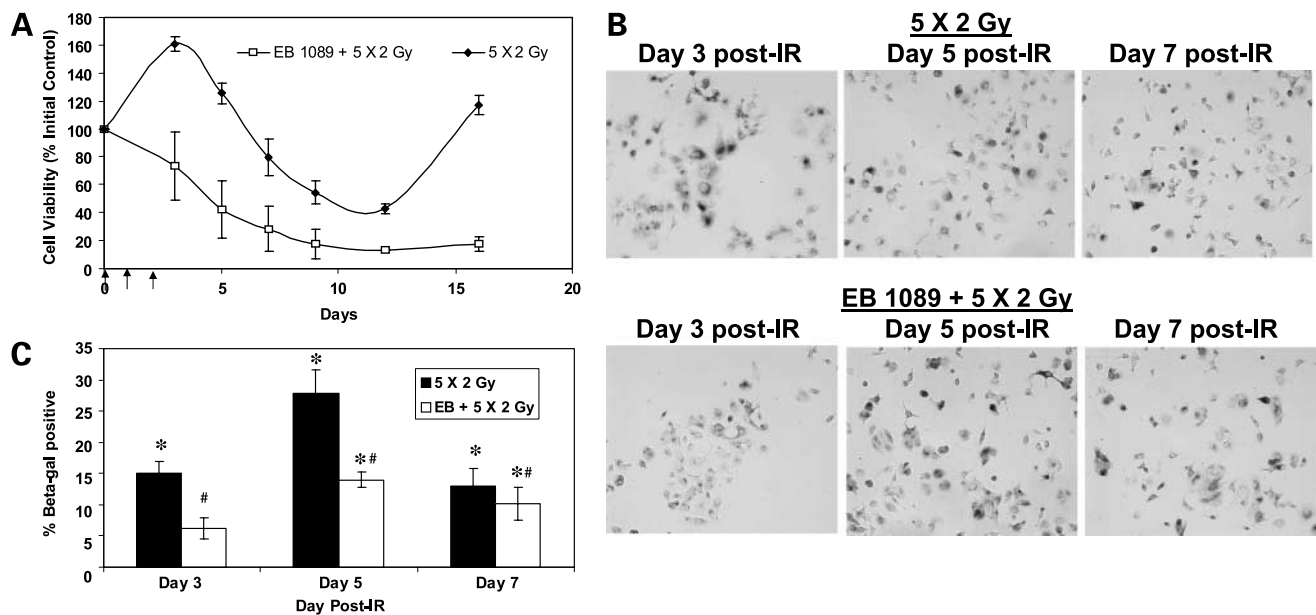 A
180
160
140
120
100
80
60
40
20
0
Cell Viability (% Initial Control)
EB 1089 + 5 X 2 Gy
5 X 2 Gy
0 5 10 15 20
Days
B
5 X 2 Gy
Day 3 post-IR Day 5 post-IR Day 7 post-IR
EB 1089 + 5 X 2 Gy
Day 3 post-IR Day 5 post-IR Day 7 post-IR
C
35
30
25
20
15
10
5
0
% Beta-gal positive
5 X 2 Gy
EB + 5 X 2 Gy
* # * *# * *#
Day 3 Day 5 Day 7
Day Post-IR